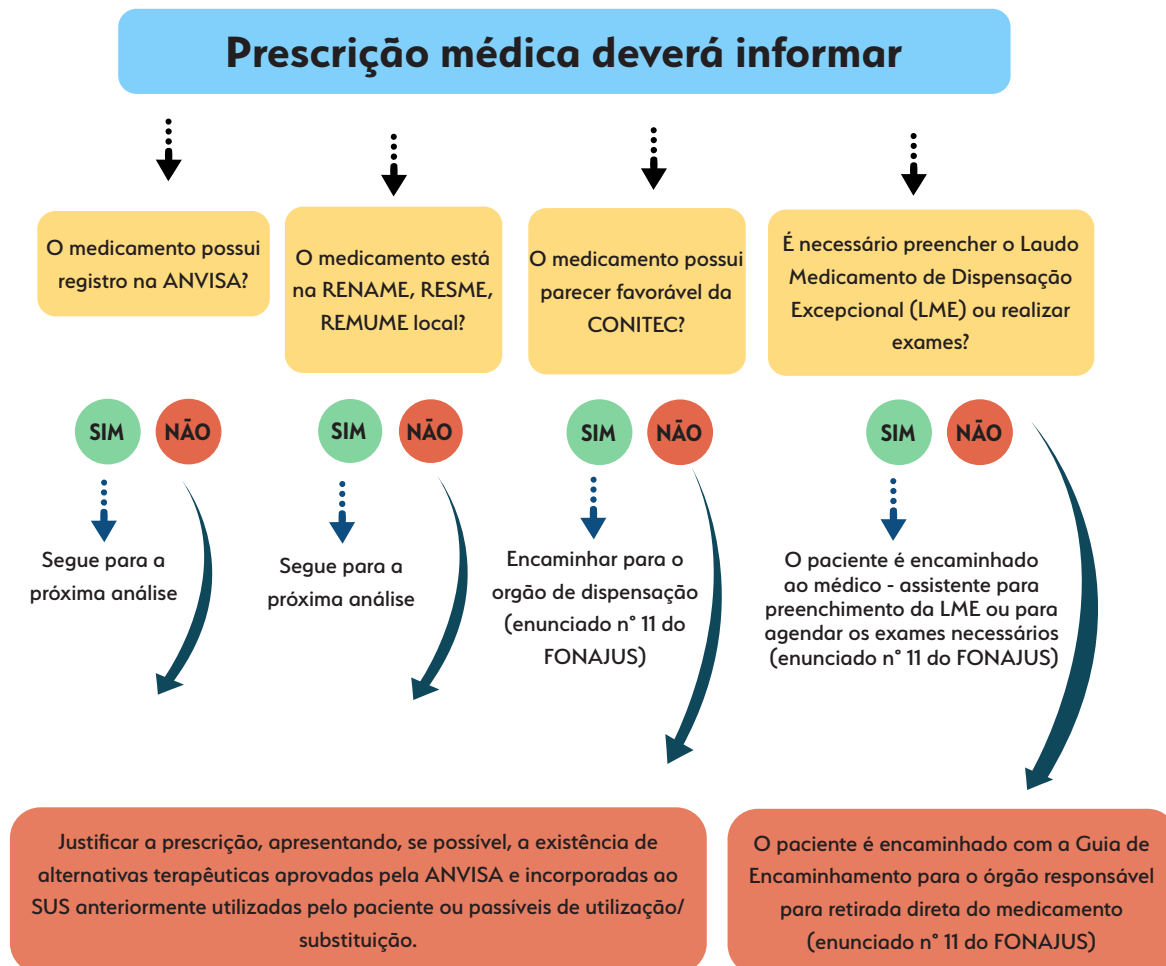 Prescrição médica deverá informar
O medicamento possui
registro na ANVISA?
O medicamento está
na RENAME, RESME,
REMUME local?
O medicamento possui
parecer favorável da
CONITEC?
É necessário preencher o Laudo
Medicamento de Dispensação
Excepcional (LME) ou realizar
exames?
SIM
NÃO
SIM
NÃO
SIM
NÃO
SIM
NÃO
Segue para a
próxima análise
Segue para a
próxima análise
Encaminhar para o
orgão de dispensação
(enunciado n° 11 do
FONAJUS)
O paciente é encaminhado
ao médico - assistente para
preenchimento da LME ou para
agendar os exames necessários
(enunciado n° 11 do FONAJUS)
Justificar a prescrição, apresentando, se possível, a existência de
alternativas terapêuticas aprovadas pela ANVISA e incorporadas ao
SUS anteriormente utilizadas pelo paciente ou passíveis de utilização/
substituição.
O paciente é encaminhado com a Guia de
Encaminhamento para o órgão responsável
para retirada direta do medicamento
(enunciado n° 11 do FONAJUS)